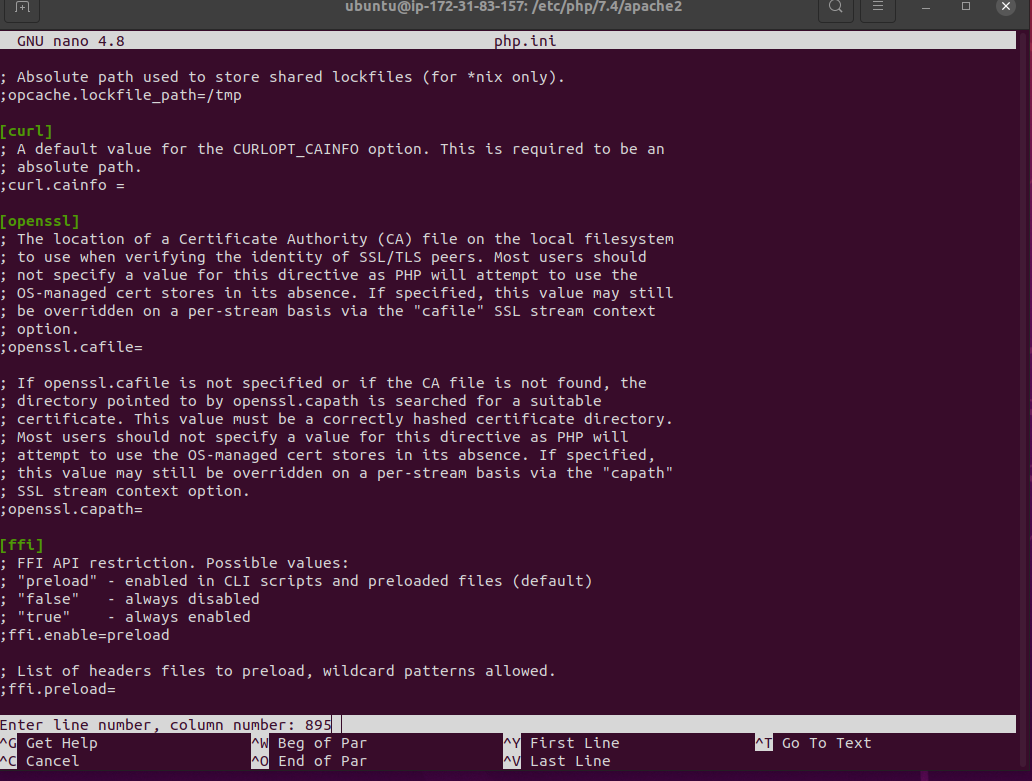 ubuntu@ip-172-31-83-157: /etc/php/7.4/apache2
GNU nano 4.8 php.ini
; Absolute path used to store shared lockfiles (for *nix only).
;opcache.lockfile_path=/tmp
[curl]
; A default value for the CURLOPT_CAINFO option. This is required to be an
; absolute path.
;curl.cainfo =
[openssl]
; The location of a Certificate Authority (CA) file on the local filesystem
; to use when verifying the identity of SSL/TLS peers. Most users should
; not specify a value for this directive as PHP will attempt to use the
; OS-managed cert stores in its absence. If specified, this value may still
; be overridden on a per-stream basis via the "cafile" SSL stream context
; option.
;openssl.cafile=
; If openssl.cafile is not specified or if the CA file is not found, the
; directory pointed to by openssl.capath is searched for a suitable
; certificate. This value must be a correctly hashed certificate directory.
; Most users should not specify a value for this directive as PHP will
; attempt to use the OS-managed cert stores in its absence. If specified,
; this value may still be overridden on a per-stream basis via the "capath"
; SSL stream context option.
;openssl.capath=
[ffi]
; FFI API restriction. Possible values:
; "preload" - enabled in CLI scripts and preloaded files (default)
; "false"   - always disabled
; "true"    - always enabled
;ffi.enable=preload
; List of headers files to preload, wildcard patterns allowed.
;ffi.preload=
Enter line number, column number: 895
^G Get Help ^W Beg of Par ^Y First Line ^T Go To Text
^C Cancel ^O End of Par ^V Last Line